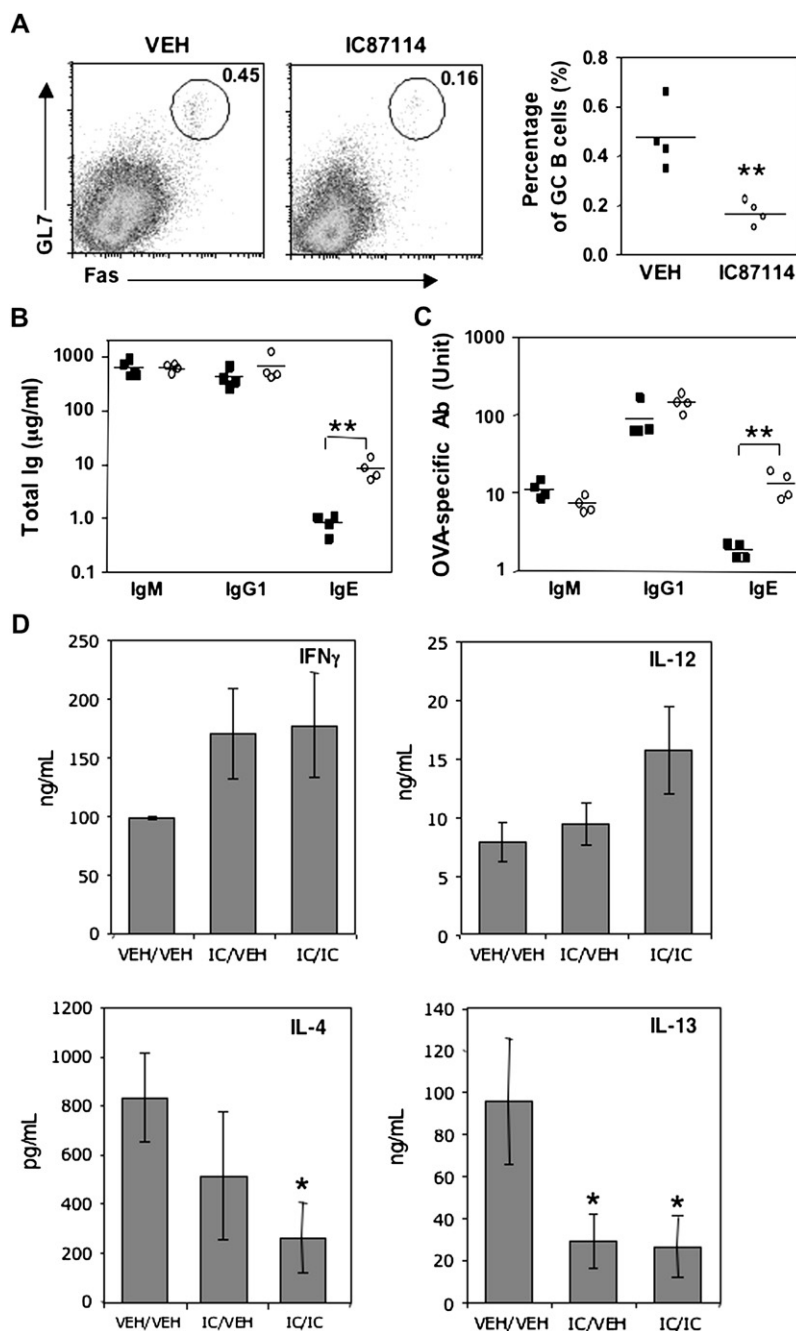 A
VEH
IC87114
0.45
0.16
GL7
Fas
Percentage
of GC B cells (%)
0.8
0.6
0.4
0.2
0.0
**
VEH
IC87114
B
Total Ig (μg/ml)
1000
100
10
1.0
0.1
**
IgM
IgG1
IgE
C
OVA-specific Ab (Unit)
1000
100
10
1
**
IgM
IgG1
IgE
D
IFNγ
ng/mL
250
200
150
100
50
0
VEH/VEH
IC/VEH
IC/IC
IL-12
ng/mL
25
20
15
10
5
0
VEH/VEH
IC/VEH
IC/IC
IL-4
pg/mL
1200
1000
800
600
400
200
0
*
VEH/VEH
IC/VEH
IC/IC
IL-13
ng/mL
140
120
100
80
60
40
20
0
*
*
VEH/VEH
IC/VEH
IC/IC